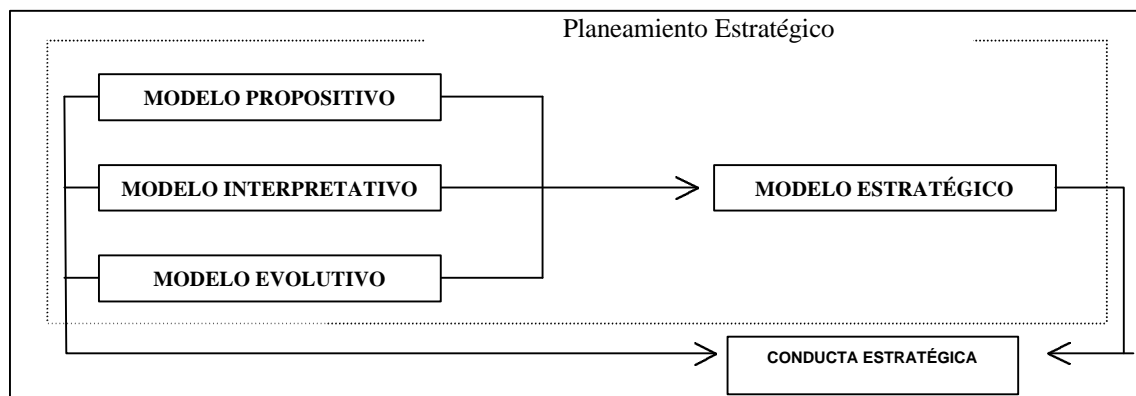 Planeamiento Estratégico
MODELO PROPOSITIVO
MODELO INTERPRETATIVO
MODELO ESTRATÉGICO
MODELO EVOLUTIVO
CONDUCTA ESTRATÉGICA